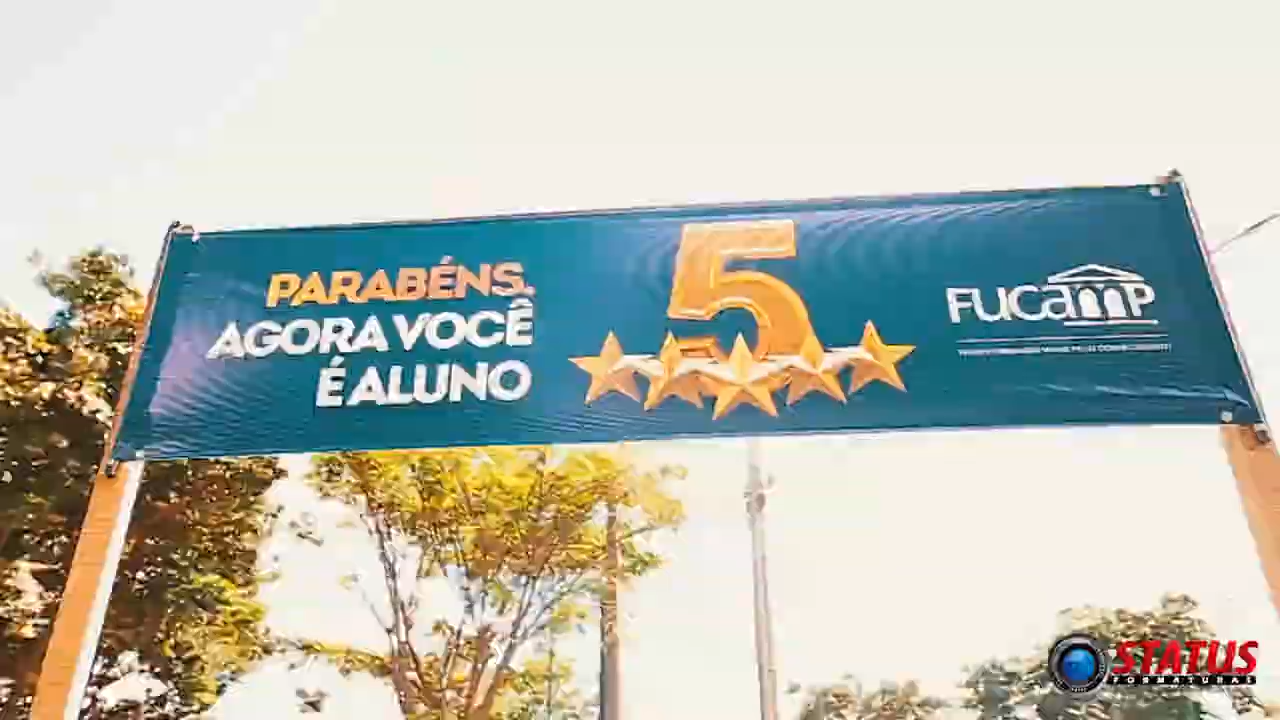 PARABÉNS,
AGORA VOCÊ
É ALUNO
5
FUCAMP
STATUS
FORMATURAS